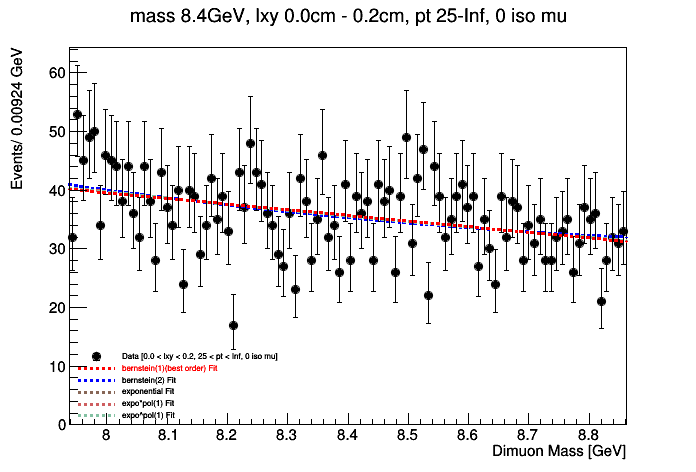 mass 8.4GeV, lxy 0.0cm - 0.2cm, pt 25-Inf, 0 iso mu
Events/ 0.00924 GeV
60
50
40
30
20
10
0
Data [0.0 < lxy < 0.2, 25 < pt < Inf, 0 iso mu]
bernstein(1)(best order) Fit
bernstein(2) Fit
exponential Fit
expo*pol(1) Fit
expo*pol(1) Fit
8 8.1 8.2 8.3 8.4 8.5 8.6 8.7 8.8
Dimuon Mass [GeV]